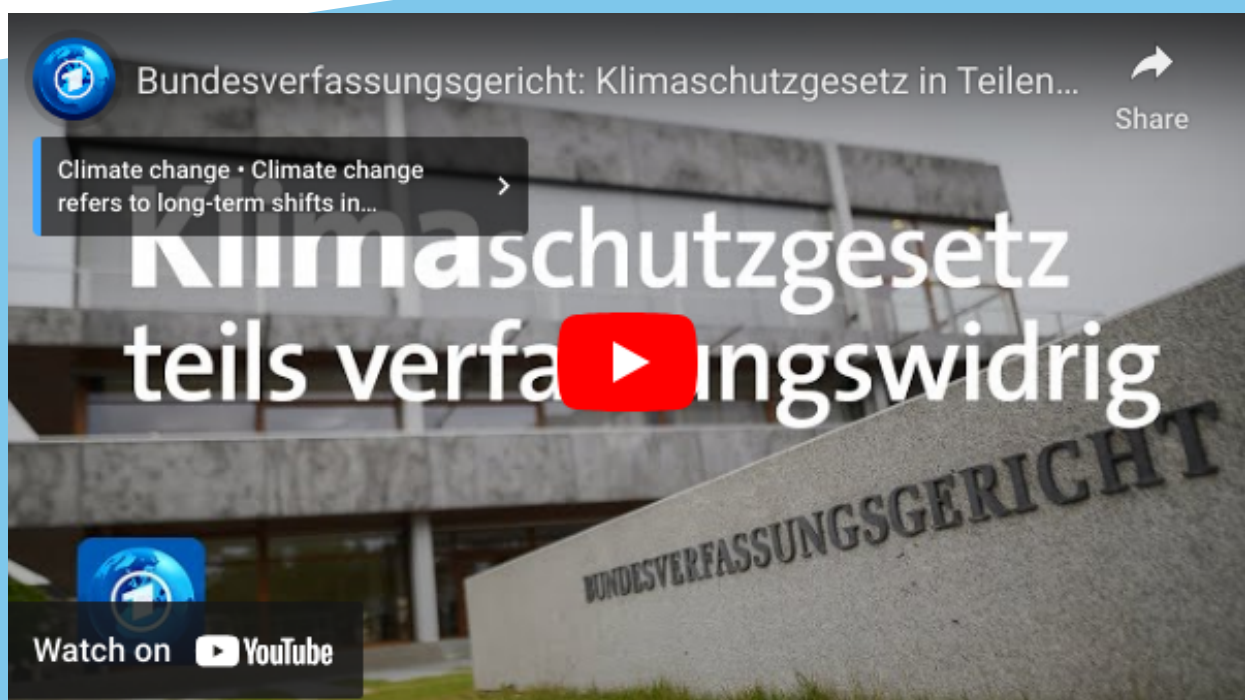 Bundesverfassungsgericht: Klimaschutzgesetz in Teilen...
Share
Climate change • Climate change
refers to long-term shifts in...
Klimaschutzgesetz
teils verfa ungswidrig
BUNDESVERFASSUNGSGERICHT
Watch on YouTube